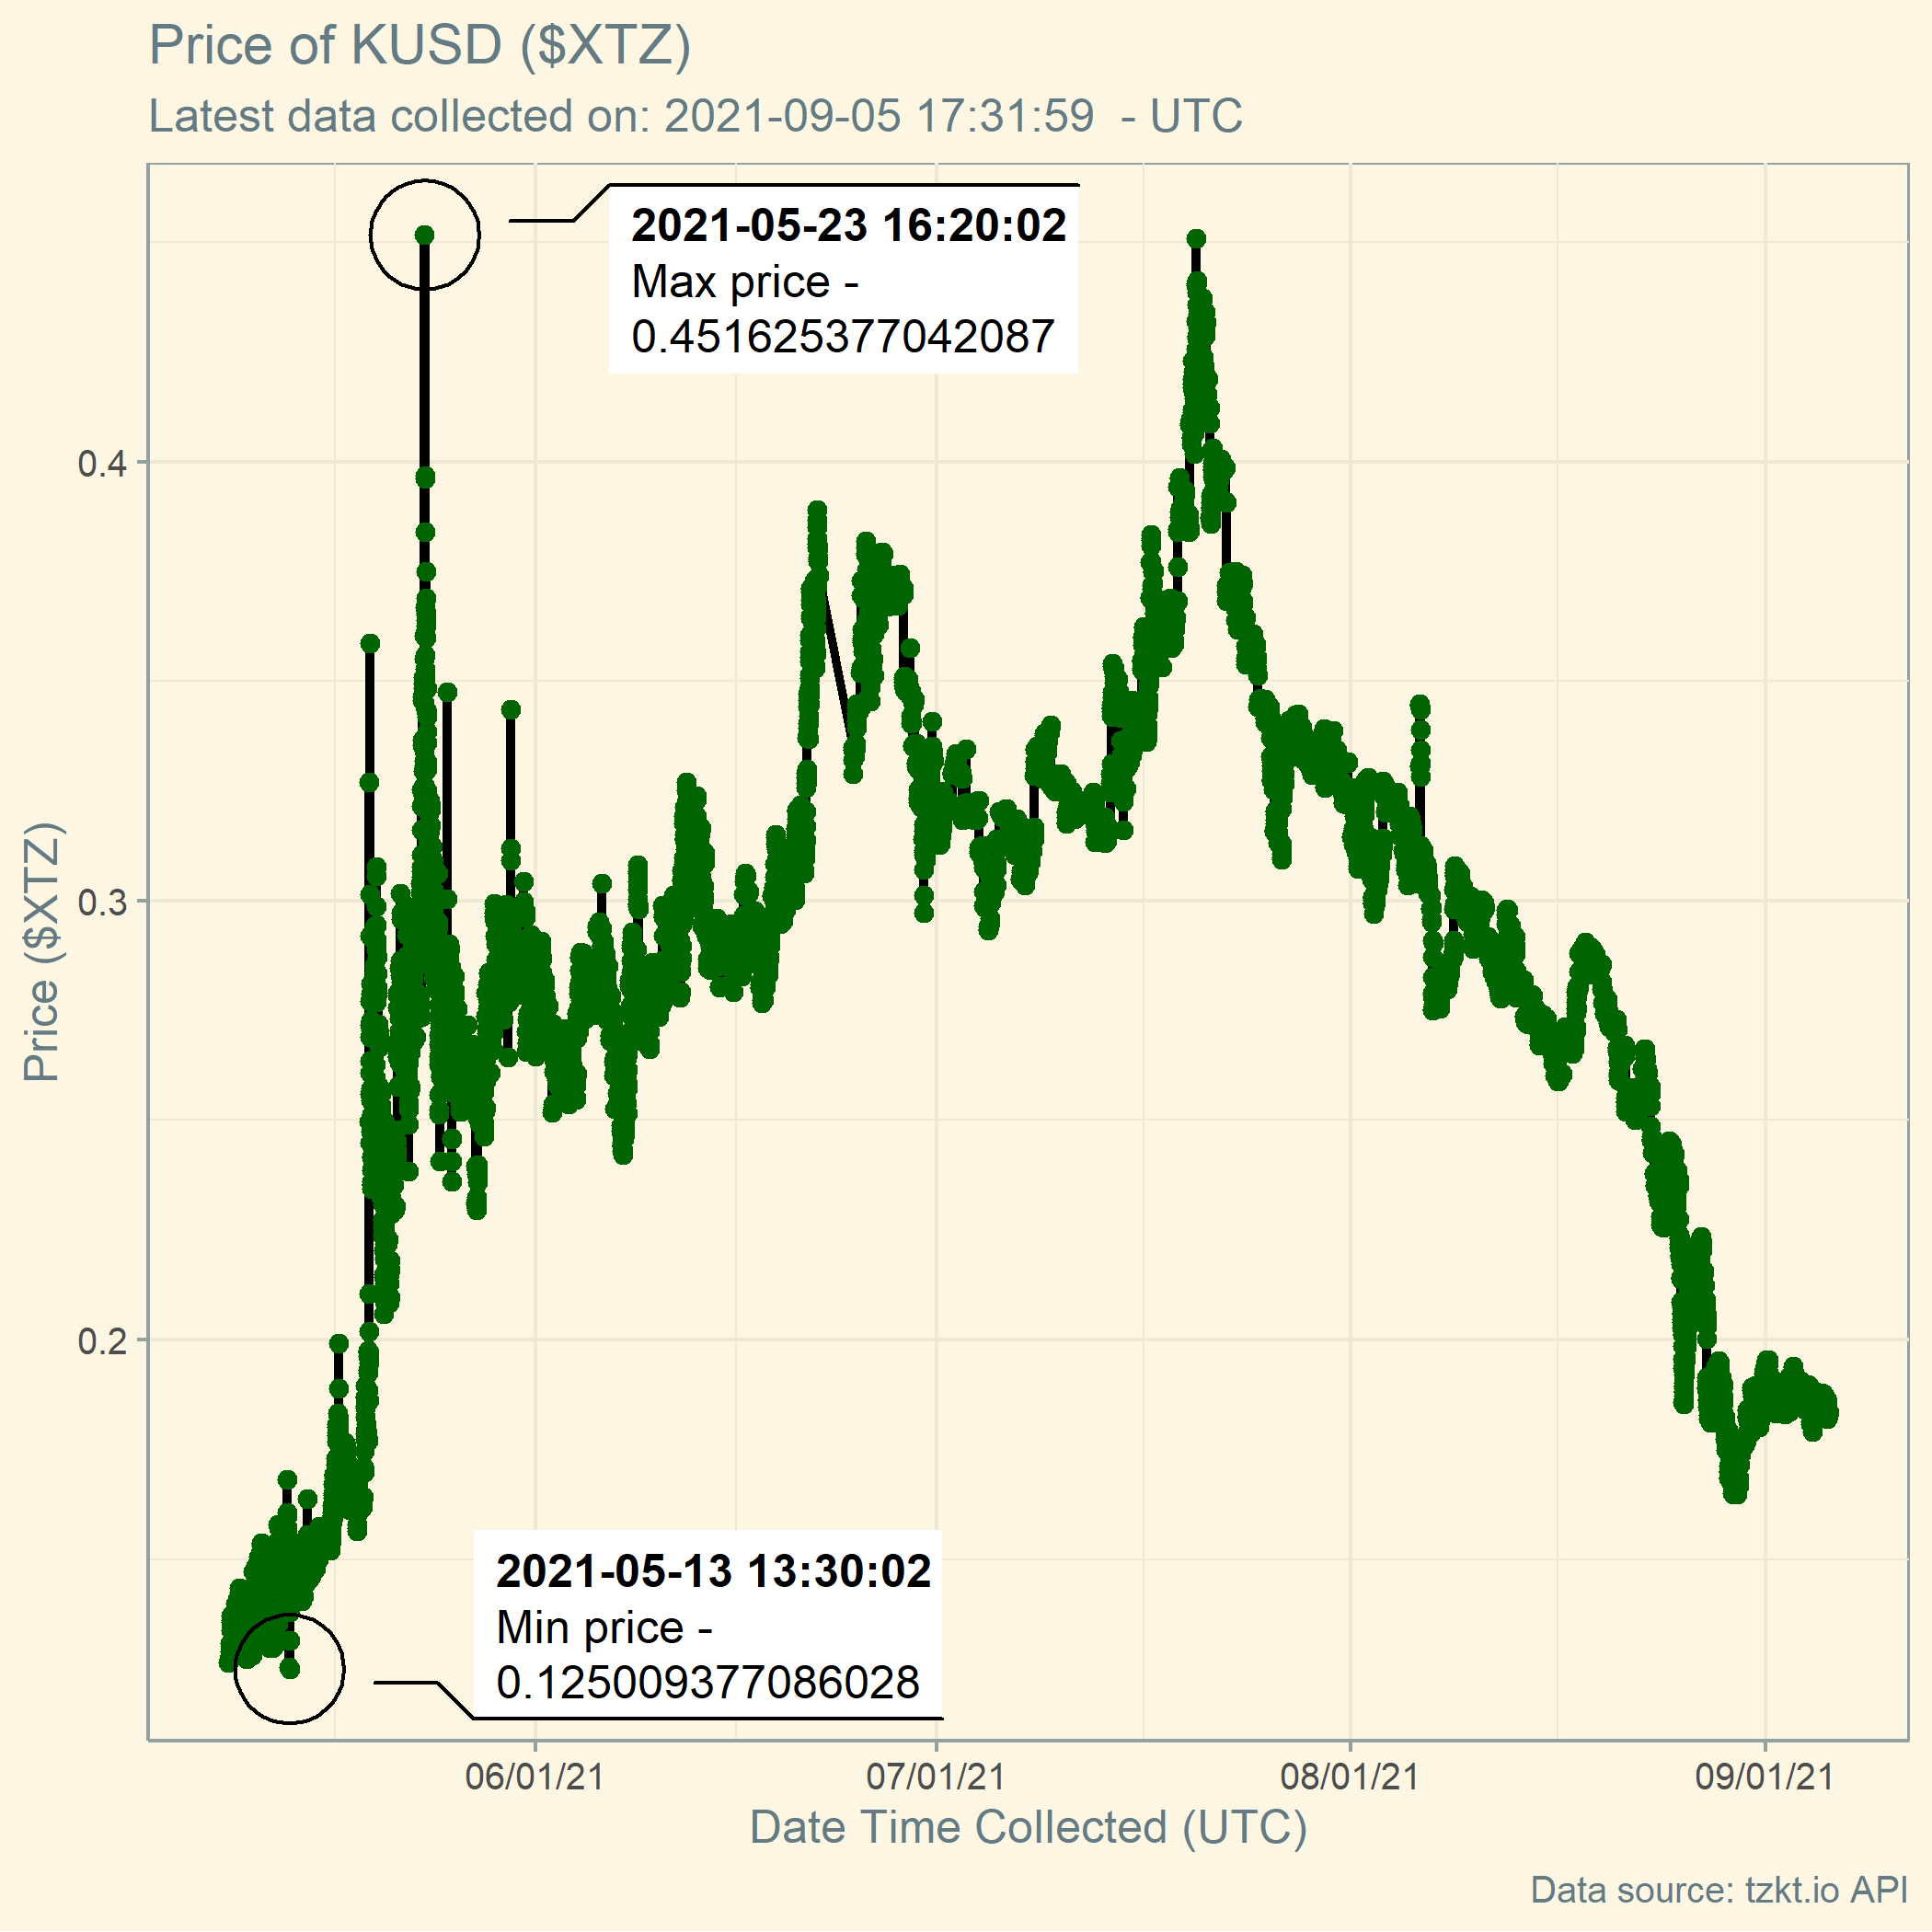 Price of KUSD ($XTZ)
Latest data collected on: 2021-09-05 17:31:59  - UTC
2021-05-23 16:20:02
Max price -
0.451625377042087
0.4
0.3
0.2
Price ($XTZ)
2021-05-13 13:30:02
Min price -
0.125009377086028
06/01/21
07/01/21
08/01/21
09/01/21
Date Time Collected (UTC)
Data source: tzkt.io API